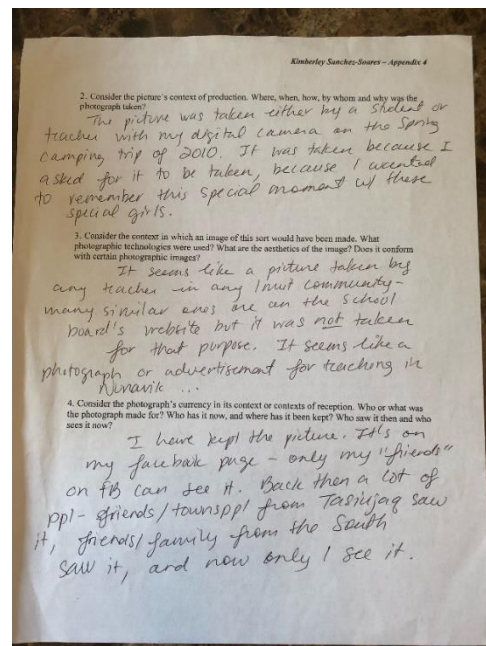 Kimberley Sanchez-Soares – Appendix 4
2. Consider the picture's context of production. Where, when, how, by whom and why was the
photograph taken?
The picture was taken either by a student or
teacher with my digital camera on the Spring
Camping trip of 2010. It was taken because I
asked for it to be taken, because I wanted
to remember this special moment w/ these
special girls.
3. Consider the context in which an image of this sort would have been made. What
photographic technologies were used? What are the aesthetics of the image? Does it conform
with certain photographic images?
It seems like a picture taken by
any teacher in any Inuit community-
many similar ones are on the school
board's website but it was not taken
for that purpose. It seems like a
photograph or advertisement for teaching in
Nunavik ...
4. Consider the photograph's currency in its context or contexts of reception. Who or what was
the photograph made for? Who has it now, and where has it been kept? Who saw it then and who
sees it now?
I have kept the picture. It's on
my facebook page – only my "friends"
on FB can see it. Back then a lot of
ppl- friends/townsppl from Tasiujaq saw
it, friends/family from the South
saw it, and now only I see it.